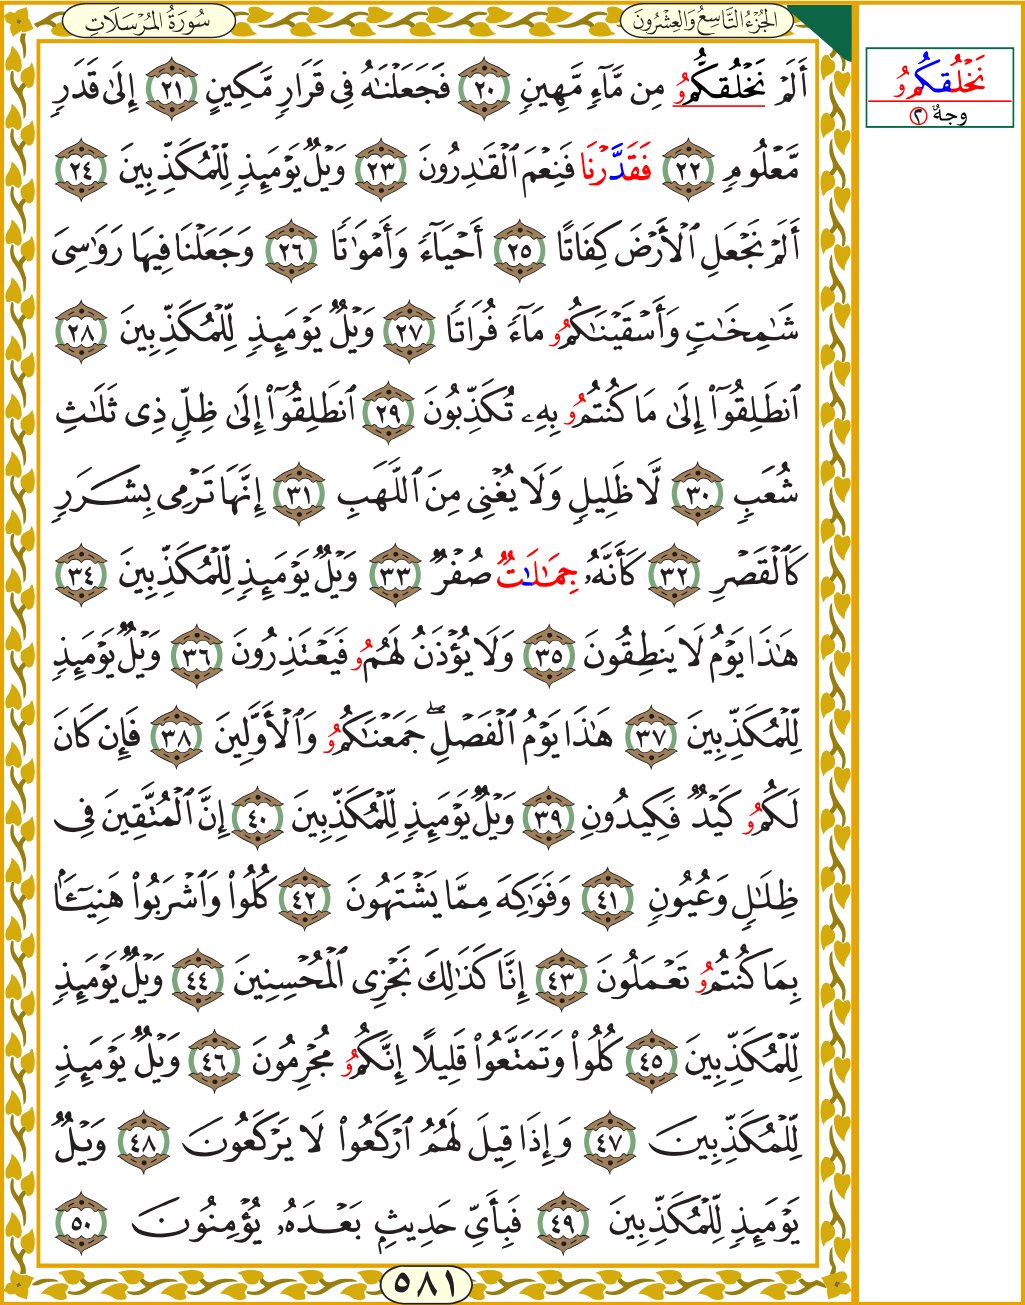 الجُزْءُ التَّاسِعُ وَالعِشْرُونَ
سُورَةُ المُرْسَلَاتِ
أَلَمْ نَخْلُقكُّمُۥ مِن مَّآءٍ مَّهِينٍ ٢٠ فَجَعَلْنَٰهُ فِى قَرَارٍ مَّكِينٍ ٢١ إِلَىٰ قَدَرٍ
مَّعْلُومٍ ٢٢ فَقَدَّرْنَا فَنِعْمَ ٱلْقَٰدِرُونَ ٢٣ وَيْلٌ يَوْمَئِذٍ لِّلْمُكَذِّبِينَ ٢٤
أَلَمْ نَجْعَلِ ٱلْأَرْضَ كِفَاتًا ٢٥ أَحْيَآءً وَأَمْوَٰتًا ٢٦ وَجَعَلْنَا فِيهَا رَوَٰسِىَ
شَٰمِخَٰتٍ وَأَسْقَيْنَٰكُمُۥ مَآءً فُرَاتًا ٢٧ وَيْلٌ يَوْمَئِذٍ لِّلْمُكَذِّبِينَ ٢٨
ٱنطَلِقُوٓا۟ إِلَىٰ مَا كُنتُمُۥ بِهِۦ تُكَذِّبُونَ ٢٩ ٱنطَلِقُوٓا۟ إِلَىٰ ظِلٍّ ذِى ثَلَٰثِ
شُعَبٍ ٣٠ لَّا ظَلِيلٍ وَلَا يُغْنِى مِنَ ٱللَّهَبِ ٣١ إِنَّهَا تَرْمِى بِشَرَرٍ
كَٱلْقَصْرِ ٣٢ كَأَنَّهُۥ جِمَٰلَٰتٌ صُفْرٌ ٣٣ وَيْلٌ يَوْمَئِذٍ لِّلْمُكَذِّبِينَ ٣٤
هَٰذَا يَوْمُ لَا يَنطِقُونَ ٣٥ وَلَا يُؤْذَنُ لَهُمُۥ فَيَعْتَذِرُونَ ٣٦ وَيْلٌ يَوْمَئِذٍ
لِّلْمُكَذِّبِينَ ٣٧ هَٰذَا يَوْمُ ٱلْفَصْلِ ۖ جَمَعْنَٰكُمُۥ وَٱلْأَوَّلِينَ ٣٨ فَإِن كَانَ
لَكُمُۥ كَيْدٌ فَكِيدُونِ ٣٩ وَيْلٌ يَوْمَئِذٍ لِّلْمُكَذِّبِينَ ٤٠ إِنَّ ٱلْمُتَّقِينَ فِى
ظِلَٰلٍ وَعُيُونٍ ٤١ وَفَوَٰكِهَ مِمَّا يَشْتَهُونَ ٤٢ كُلُوا۟ وَٱشْرَبُوا۟ هَنِيٓـًٔۢا
بِمَا كُنتُمُۥ تَعْمَلُونَ ٤٣ إِنَّا كَذَٰلِكَ نَجْزِى ٱلْمُحْسِنِينَ ٤٤ وَيْلٌ يَوْمَئِذٍ
لِّلْمُكَذِّبِينَ ٤٥ كُلُوا۟ وَتَمَتَّعُوا۟ قَلِيلًا إِنَّكُمُۥ مُجْرِمُونَ ٤٦ وَيْلٌ يَوْمَئِذٍ
لِّلْمُكَذِّبِينَ ٤٧ وَإِذَا قِيلَ لَهُمُ ٱرْكَعُوا۟ لَا يَرْكَعُونَ ٤٨ وَيْلٌ
يَوْمَئِذٍ لِّلْمُكَذِّبِينَ ٤٩ فَبِأَىِّ حَدِيثٍۭ بَعْدَهُۥ يُؤْمِنُونَ ٥٠
نَخْلُقكُمُۥ
وجهٌ ٢
٥٨١